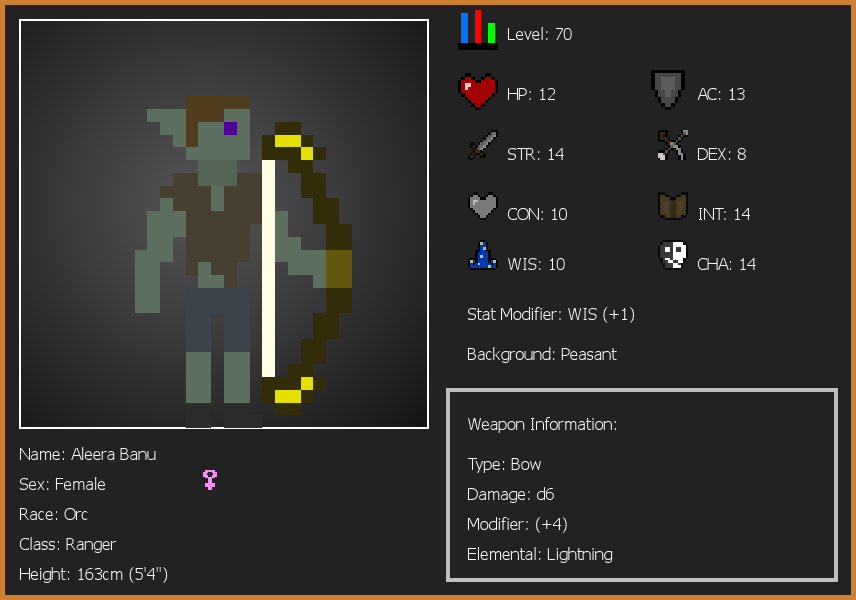 Level: 70
HP: 12
AC: 13
STR: 14
DEX: 8
CON: 10
INT: 14
WIS: 10
CHA: 14
Stat Modifier: WIS (+1)
Background: Peasant
Weapon Information:
Type: Bow
Damage: d6
Modifier: (+4)
Elemental: Lightning
Name: Aleera Banu
Sex: Female
Race: Orc
Class: Ranger
Height: 163cm (5'4")